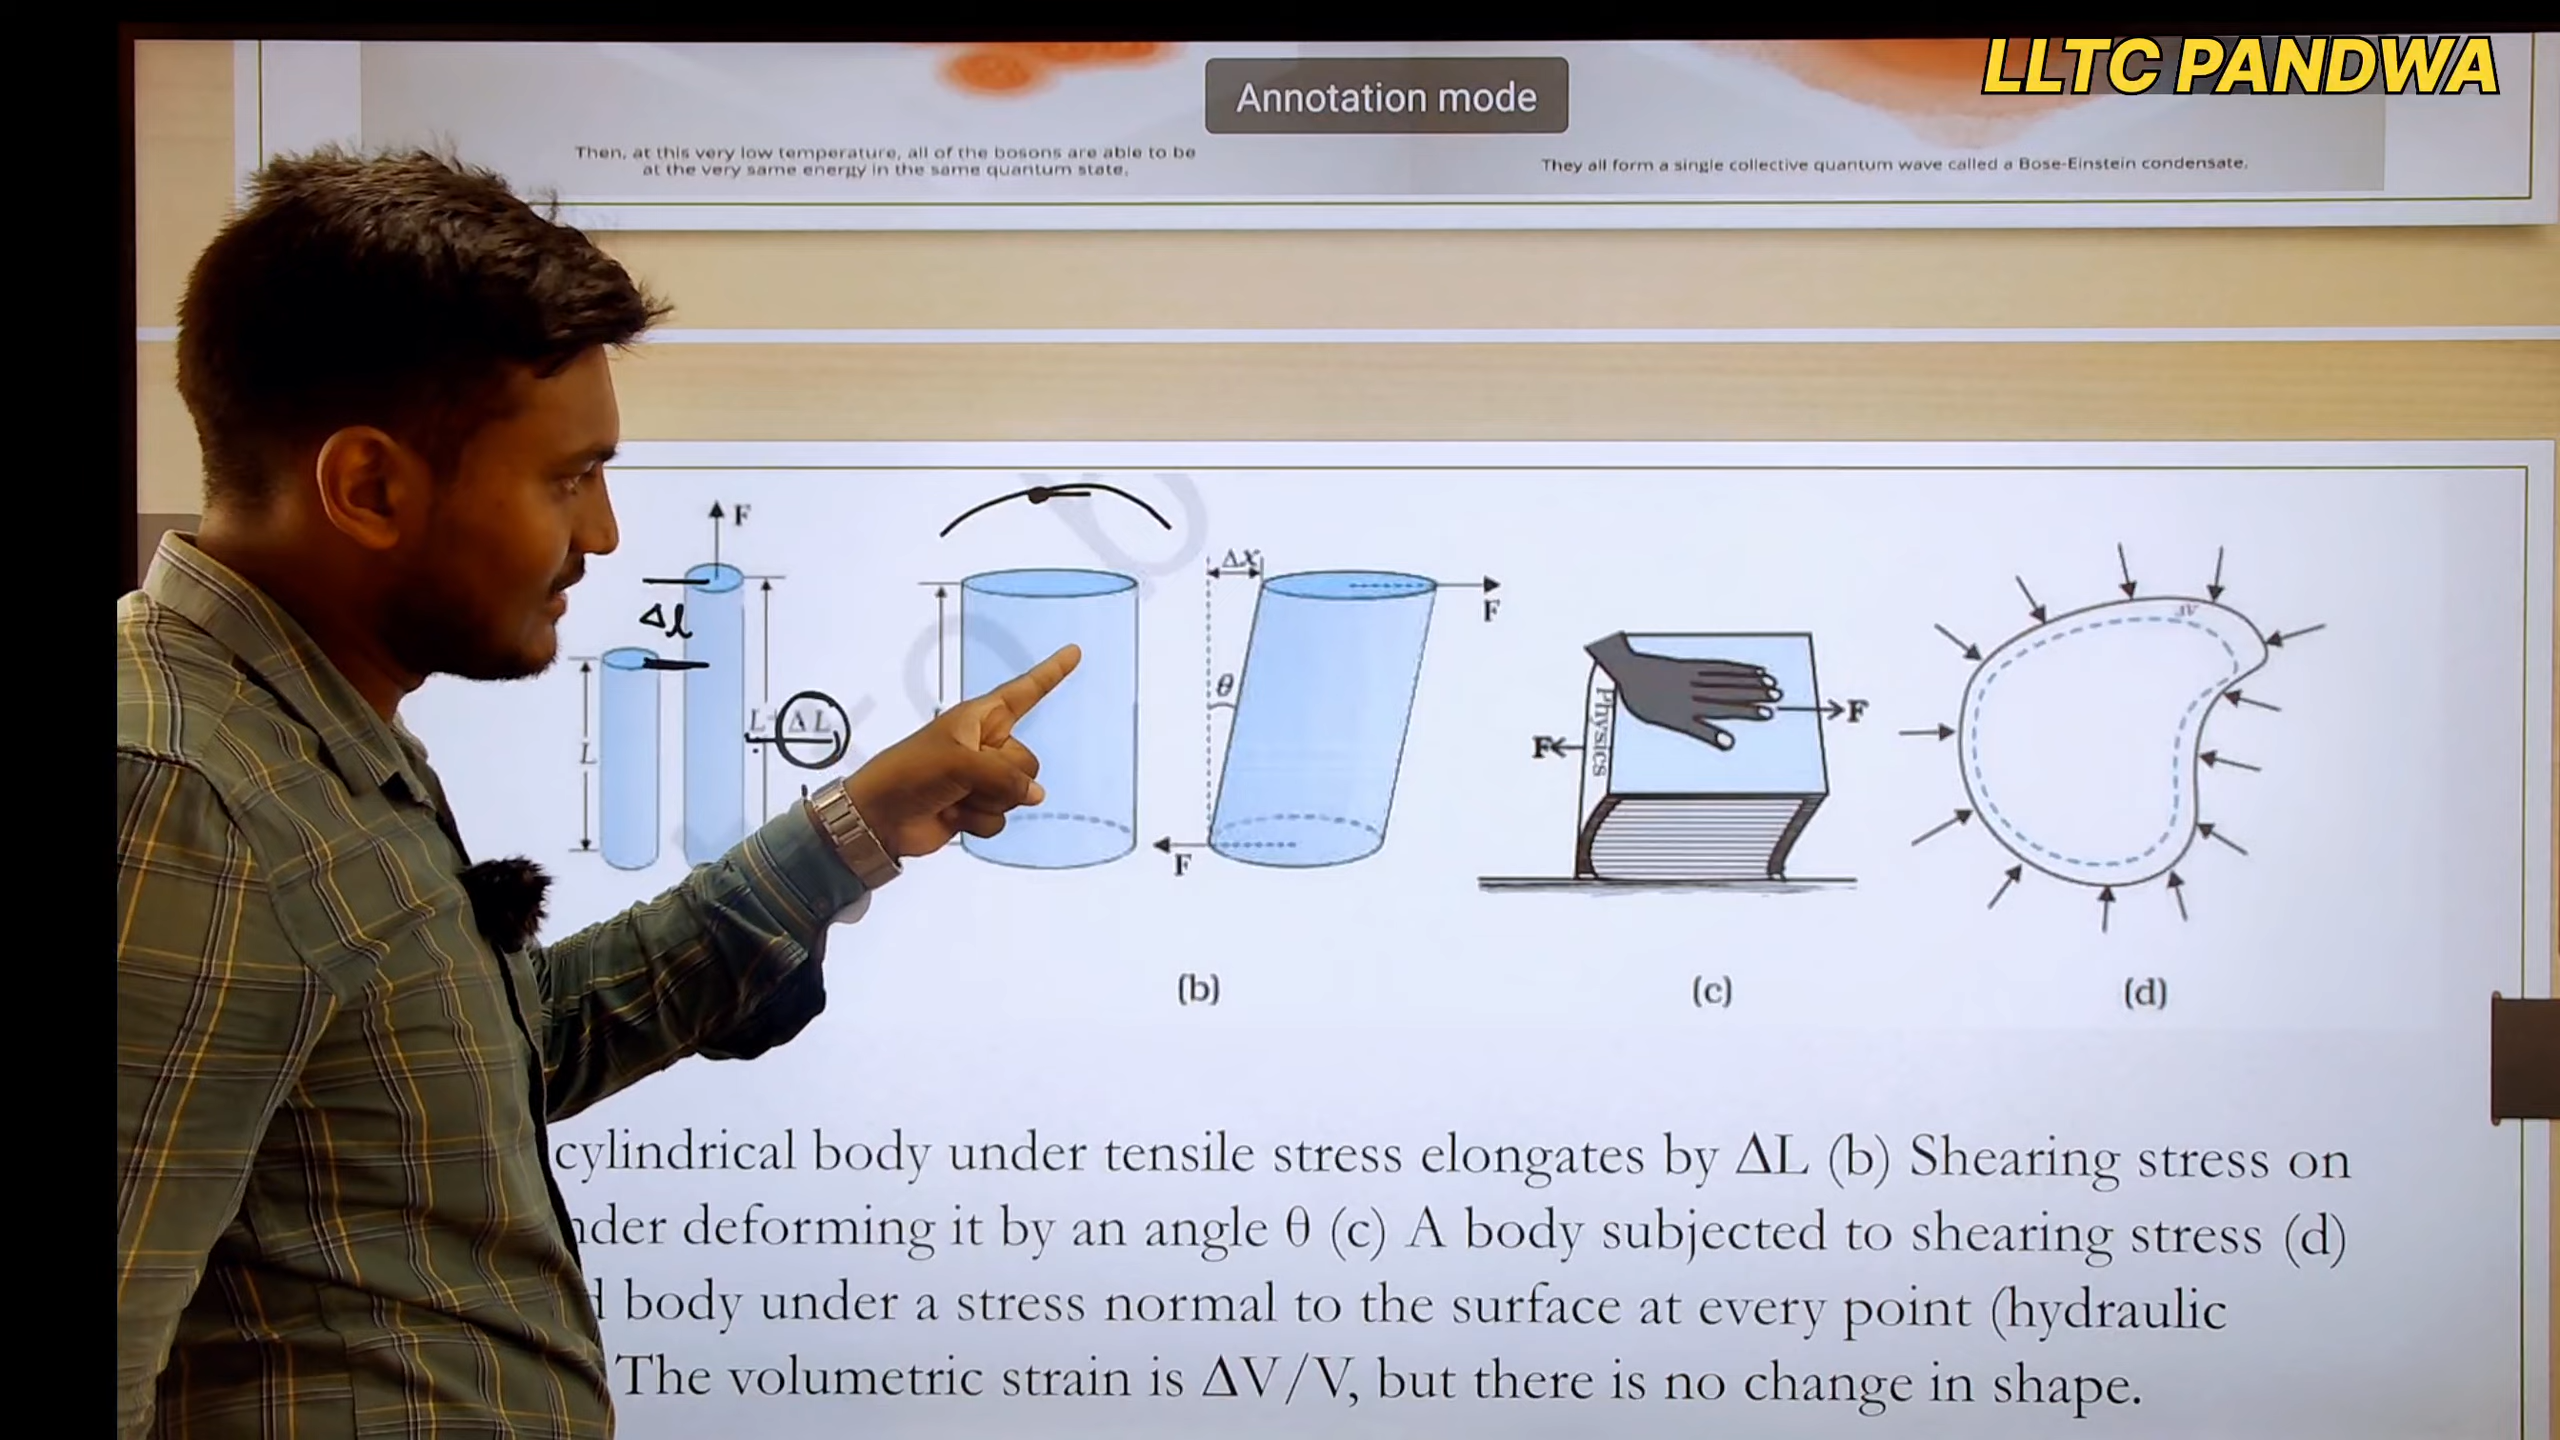 LLTC PANDWA
Annotation mode
Then, at this very low temperature, all of the bosons are able to be
at the very same energy in the same quantum state.
They all form a single collective quantum wave called a Bose-Einstein condensate.
F
Δl
L
L+ΔL
Δx
F
θ
F
Physics
F
F
ΔV
(b)
(c)
(d)
cylindrical body under tensile stress elongates by ΔL (b) Shearing stress on
deforming it by an angle θ (c) A body subjected to shearing stress (d)
body under a stress normal to the surface at every point (hydraulic
The volumetric strain is ΔV/V, but there is no change in shape.